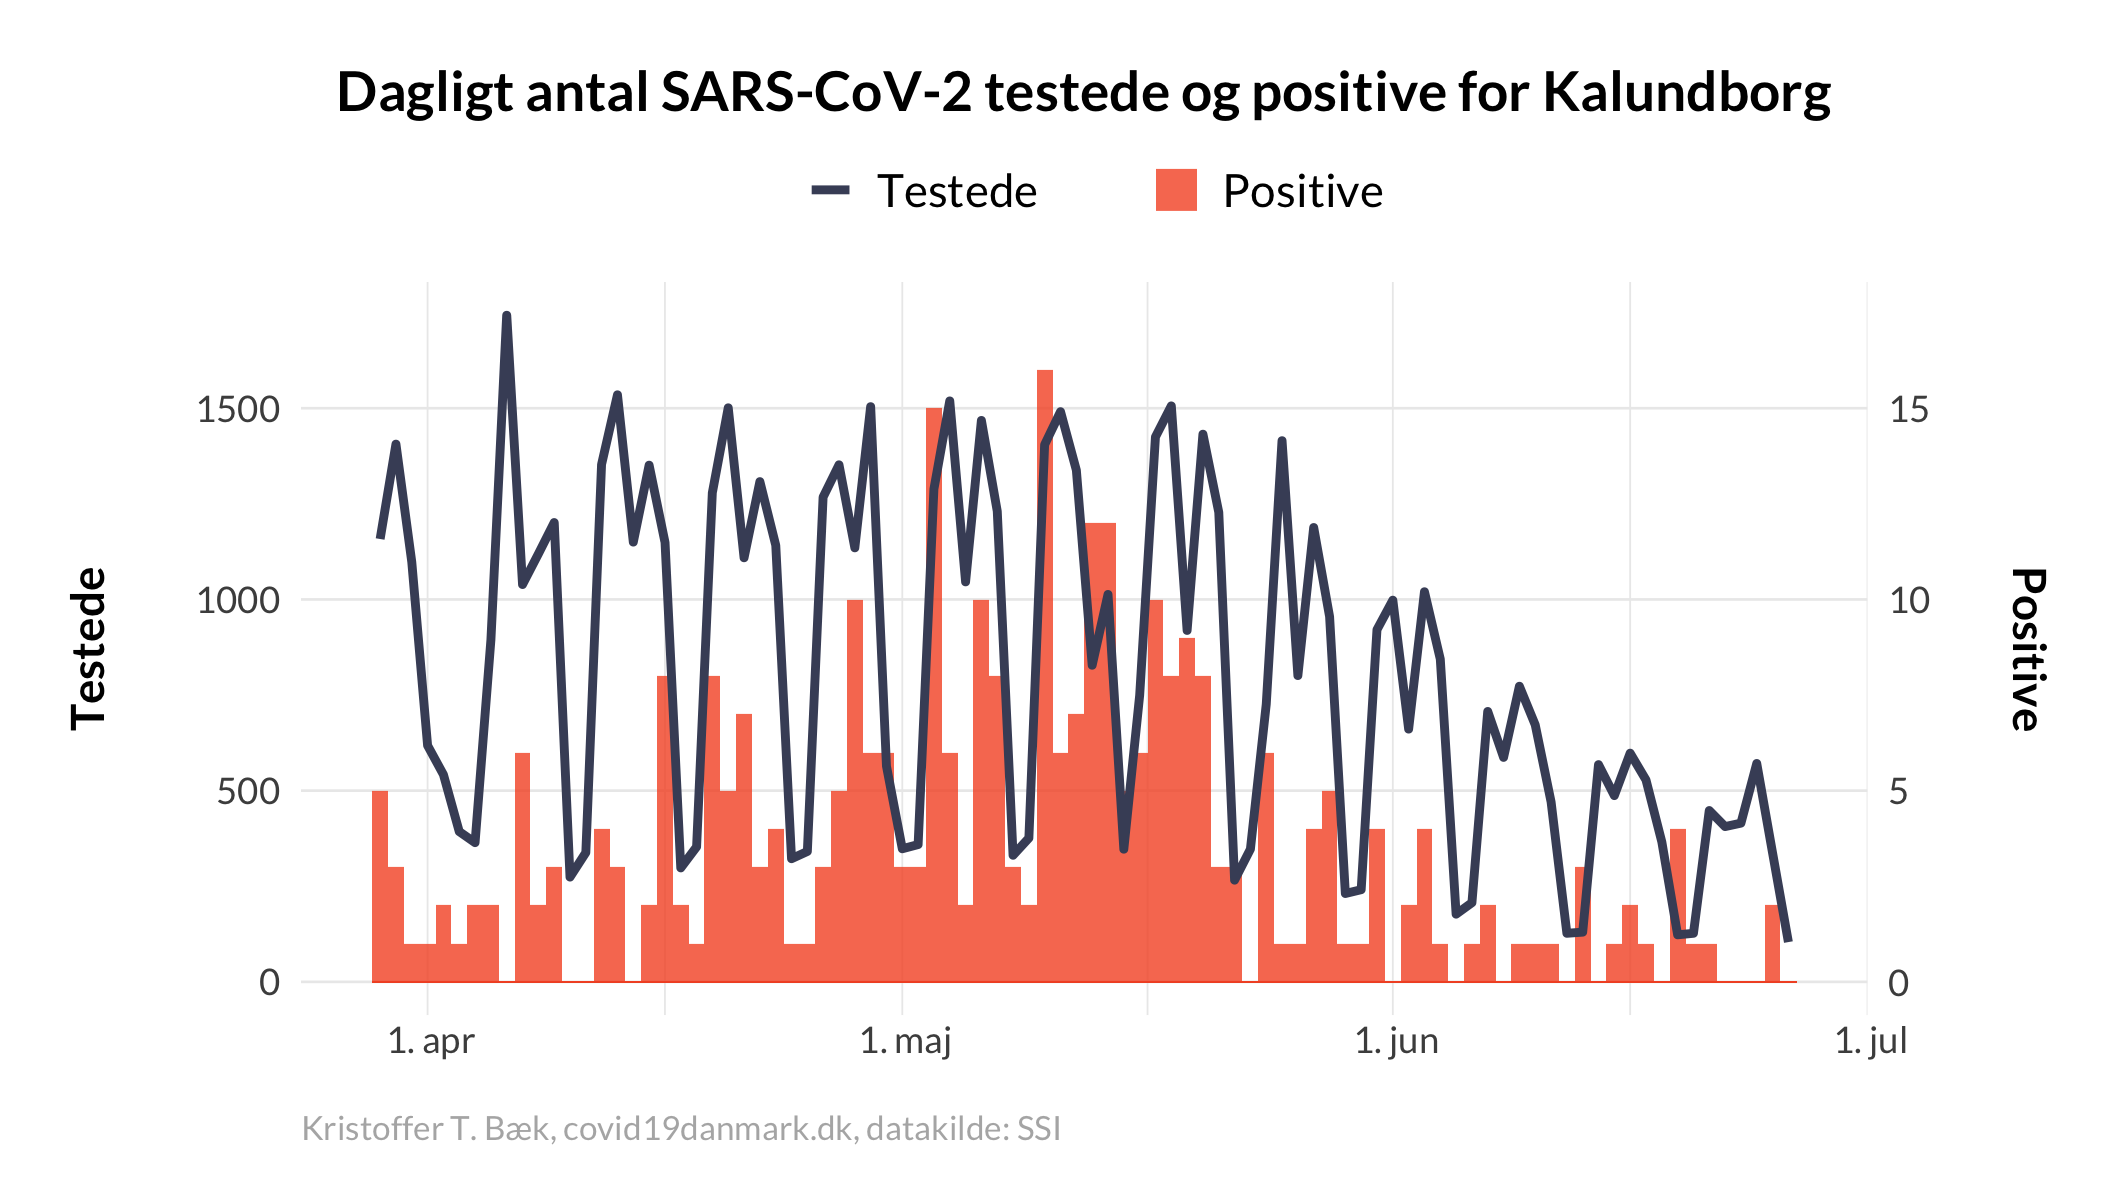 Dagligt antal SARS-CoV-2 testede og positive for Kalundborg
Testede
Positive
Testede
1500
1000
500
0
15
10
5
0
Positive
1. apr
1. maj
1. jun
1. jul
Kristoffer T. Bæk, covid19danmark.dk, datakilde: SSI